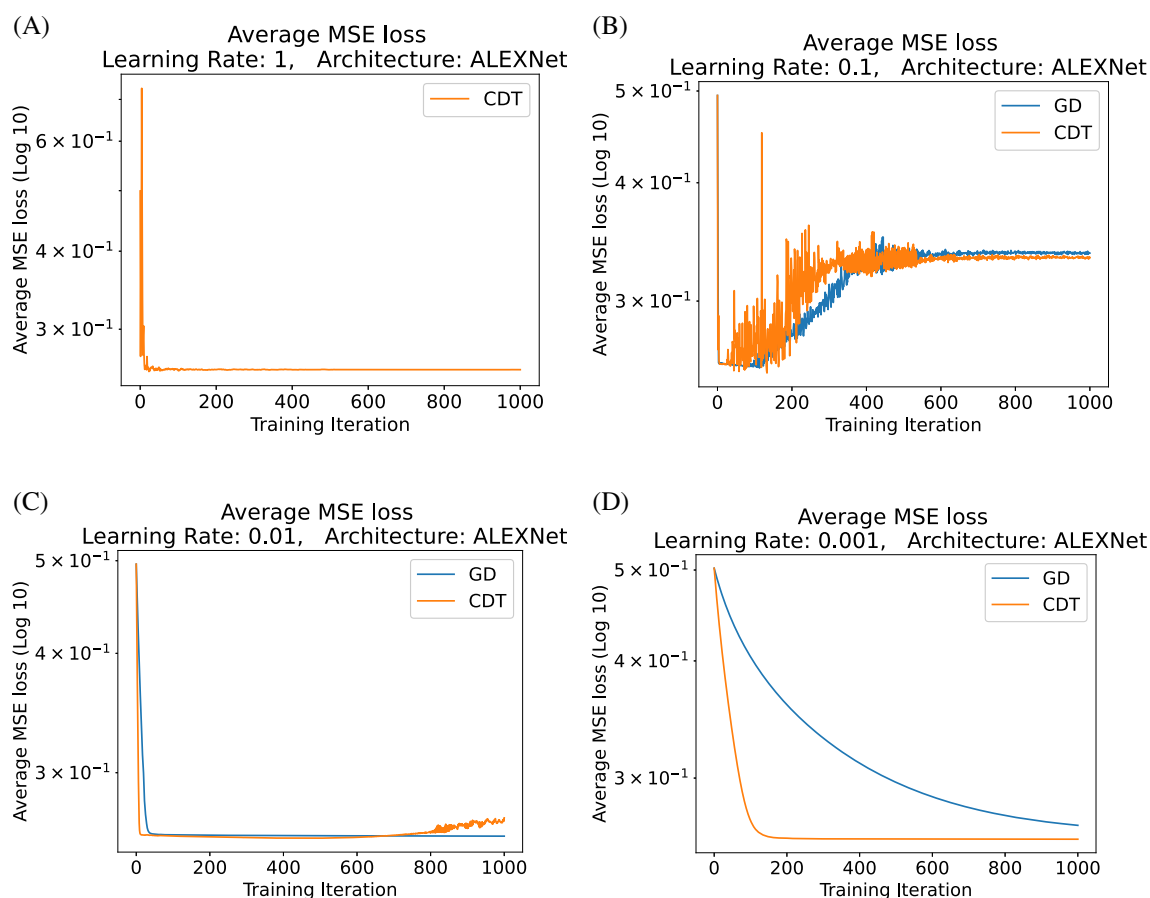 (A)
Average MSE loss
Learning Rate: 1,   Architecture: ALEXNet
CDT
Average MSE loss (Log 10)
6 × 10⁻¹
4 × 10⁻¹
3 × 10⁻¹
0 200 400 600 800 1000
Training Iteration
(B)
Average MSE loss
Learning Rate: 0.1,   Architecture: ALEXNet
GD
CDT
Average MSE loss (Log 10)
5 × 10⁻¹
4 × 10⁻¹
3 × 10⁻¹
0 200 400 600 800 1000
Training Iteration
(C)
Average MSE loss
Learning Rate: 0.01,   Architecture: ALEXNet
GD
CDT
Average MSE loss (Log 10)
5 × 10⁻¹
4 × 10⁻¹
3 × 10⁻¹
0 200 400 600 800 1000
Training Iteration
(D)
Average MSE loss
Learning Rate: 0.001,   Architecture: ALEXNet
GD
CDT
Average MSE loss (Log 10)
5 × 10⁻¹
4 × 10⁻¹
3 × 10⁻¹
0 200 400 600 800 1000
Training Iteration